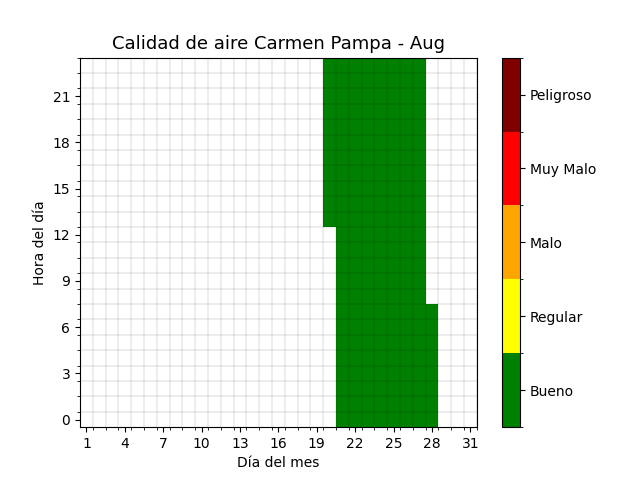 Calidad de aire Carmen Pampa - Aug
Hora del día
21
18
15
12
9
6
3
0
1 4 7 10 13 16 19 22 25 28 31
Día del mes
Peligroso
Muy Malo
Malo
Regular
Bueno